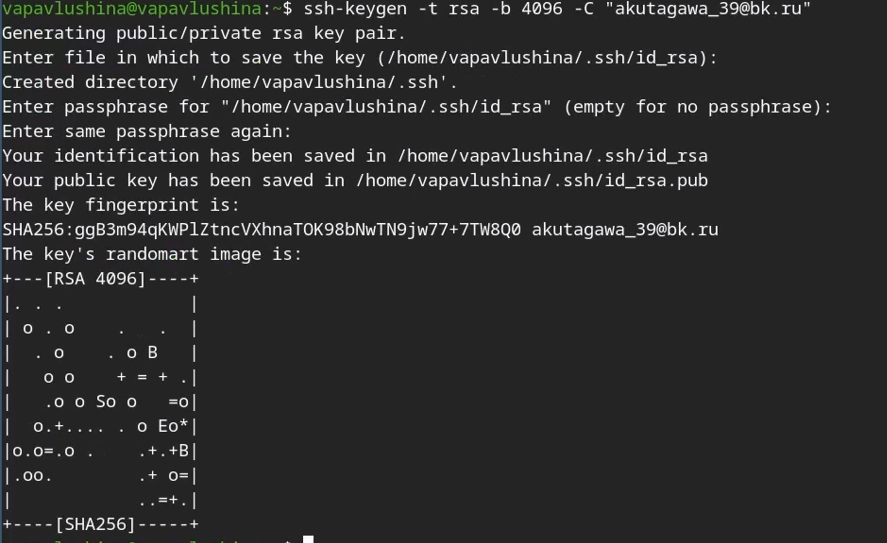 vapavlushina@vapavlushina:~$ ssh-keygen -t rsa -b 4096 -C "akutagawa_39@bk.ru"
Generating public/private rsa key pair.
Enter file in which to save the key (/home/vapavlushina/.ssh/id_rsa):
Created directory '/home/vapavlushina/.ssh'.
Enter passphrase for "/home/vapavlushina/.ssh/id_rsa" (empty for no passphrase):
Enter same passphrase again:
Your identification has been saved in /home/vapavlushina/.ssh/id_rsa
Your public key has been saved in /home/vapavlushina/.ssh/id_rsa.pub
The key fingerprint is:
SHA256:ggB3m94qKWPlZtncVXhnaTOK98bNwTN9jw77+7TW8Q0 akutagawa_39@bk.ru
The key's randomart image is:
+---[RSA 4096]----+
|. . .            |
| o . o    .   .  |
|  . o    . o B   |
|   o o    + = + .|
|   .o o So o   =o|
|  o.+.... . o Eo*|
|o.o=.o .    .+.+B|
|.oo.        .+ o=|
|            ..=+.|
+----[SHA256]-----+